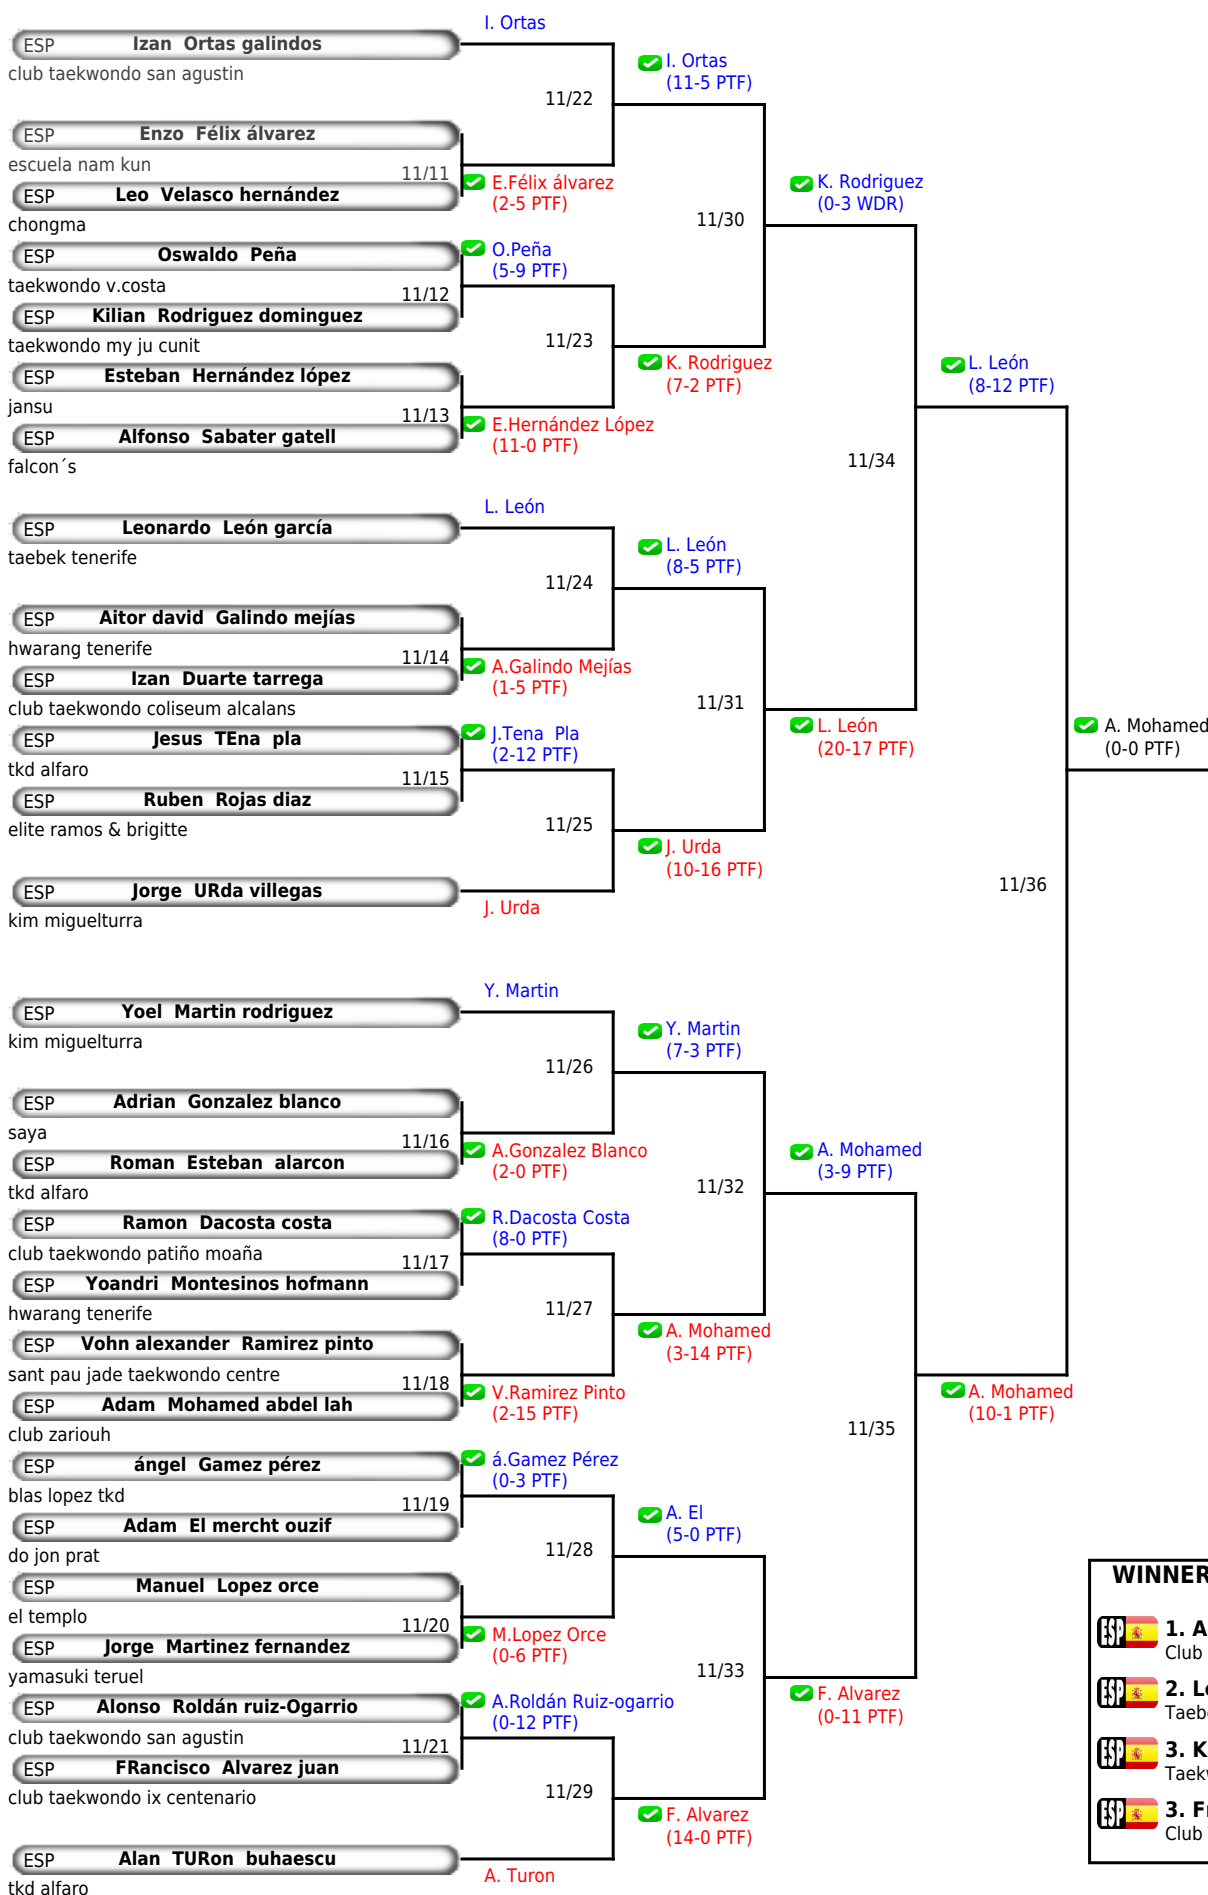 I. Ortas
ESP Izan Ortas galindos
club taekwondo san agustin
I. Ortas
(11-5 PTF)
11/22
ESP Enzo Félix álvarez
escuela nam kun
11/11
E.Félix álvarez
(2-5 PTF)
ESP Leo Velasco hernández
chongma
K. Rodriguez
(0-3 WDR)
11/30
ESP Oswaldo Peña
taekwondo v.costa
O.Peña
(5-9 PTF)
11/12
ESP Kilian Rodriguez dominguez
taekwondo my ju cunit
11/23
K. Rodriguez
(7-2 PTF)
ESP Esteban Hernández lópez
jansu
11/13
E.Hernández López
(11-0 PTF)
ESP Alfonso Sabater gatell
falcon´s
L. León
(8-12 PTF)
11/34
L. León
ESP Leonardo León garcía
taebek tenerife
L. León
(8-5 PTF)
11/24
ESP Aitor david Galindo mejías
hwarang tenerife
11/14
A.Galindo Mejías
(1-5 PTF)
ESP Izan Duarte tarrega
club taekwondo coliseum alcalans
11/31
L. León
(20-17 PTF)
ESP Jesus TEna pla
tkd alfaro
J.Tena Pla
(2-12 PTF)
11/15
ESP Ruben Rojas diaz
elite ramos & brigitte
11/25
J. Urda
(10-16 PTF)
ESP Jorge URda villegas
kim miguelturra
J. Urda
A. Mohamed
(0-0 PTF)
11/36
Y. Martin
ESP Yoel Martin rodriguez
kim miguelturra
Y. Martin
(7-3 PTF)
11/26
ESP Adrian Gonzalez blanco
saya
11/16
A.Gonzalez Blanco
(2-0 PTF)
ESP Roman Esteban alarcon
tkd alfaro
A. Mohamed
(3-9 PTF)
11/32
ESP Ramon Dacosta costa
club taekwondo patiño moaña
R.Dacosta Costa
(8-0 PTF)
11/17
ESP Yoandri Montesinos hofmann
hwarang tenerife
11/27
A. Mohamed
(3-14 PTF)
ESP Vohn alexander Ramirez pinto
sant pau jade taekwondo centre
11/18
V.Ramirez Pinto
(2-15 PTF)
ESP Adam Mohamed abdel lah
club zariouh
A. Mohamed
(10-1 PTF)
11/35
ESP ángel Gamez pérez
blas lopez tkd
á.Gamez Pérez
(0-3 PTF)
11/19
ESP Adam El mercht ouzif
do jon prat
A. El
(5-0 PTF)
11/28
ESP Manuel Lopez orce
el templo
11/20
M.Lopez Orce
(0-6 PTF)
ESP Jorge Martinez fernandez
yamasuki teruel
11/33
F. Alvarez
(0-11 PTF)
ESP Alonso Roldán ruiz-Ogarrio
club taekwondo san agustin
A.Roldán Ruiz-ogarrio
(0-12 PTF)
11/21
ESP FRancisco Alvarez juan
club taekwondo ix centenario
11/29
F. Alvarez
(14-0 PTF)
ESP Alan TURon buhaescu
tkd alfaro
A. Turon
WINNER
ESP 1. A
Club
ESP 2. Le
Taebe
ESP 3. K
Taekw
ESP 3. Fr
Club